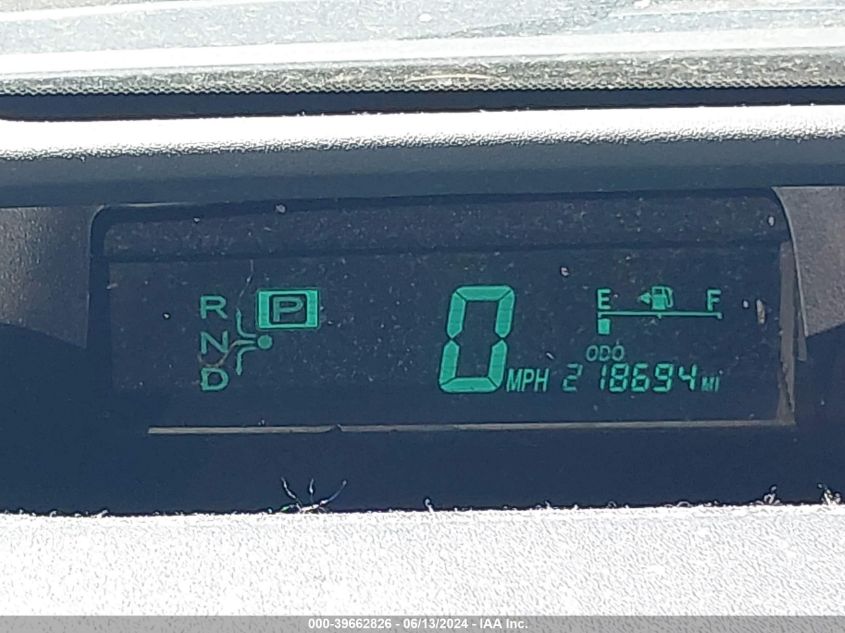 R P
N
D
0 MPH
E F
ODO
218694 MI
000-39662826 - 06/13/2024 - IAA Inc.